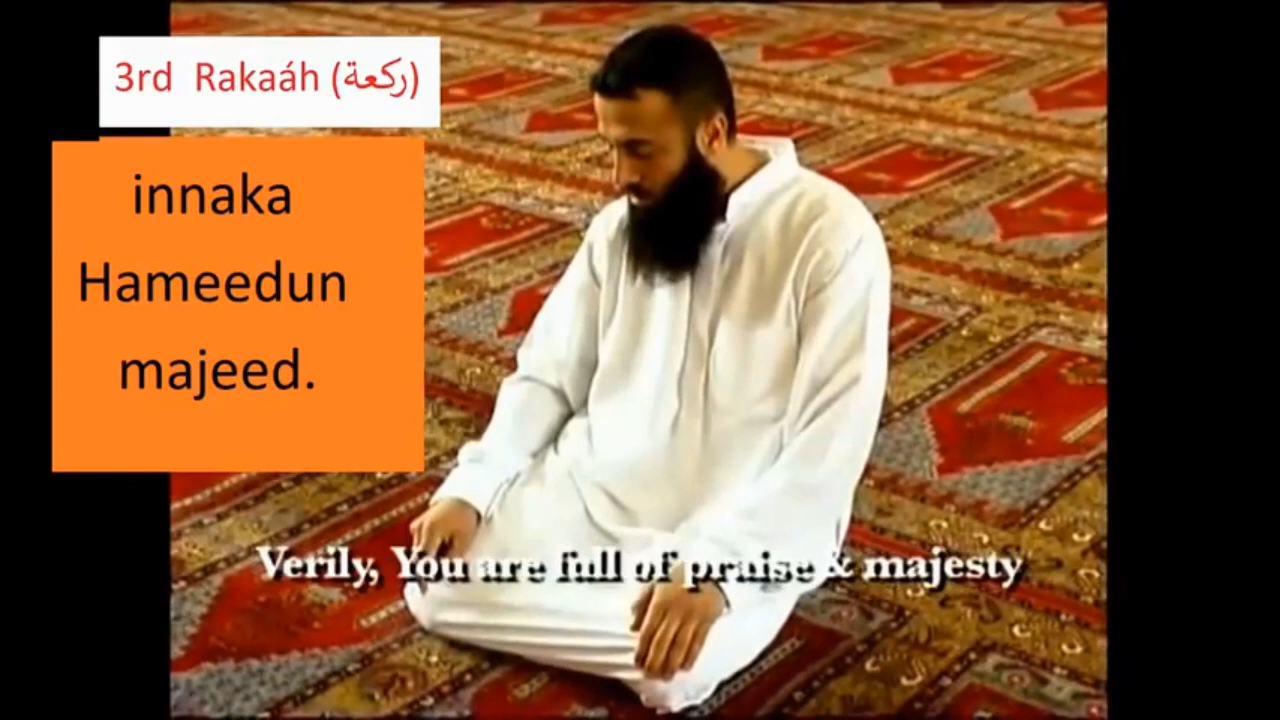 3rd Rakaáh (ركعة)
innaka
Hameedun
majeed.
Verily, You are full of praise & majesty